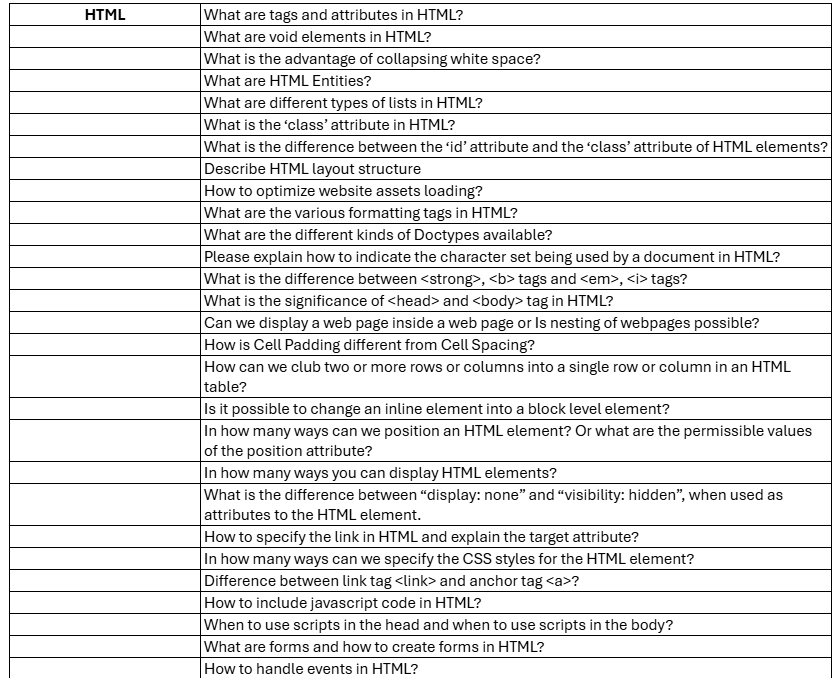 HTML
What are tags and attributes in HTML?
What are void elements in HTML?
What is the advantage of collapsing white space?
What are HTML Entities?
What are different types of lists in HTML?
What is the ‘class’ attribute in HTML?
What is the difference between the ‘id’ attribute and the ‘class’ attribute of HTML elements?
Describe HTML layout structure
How to optimize website assets loading?
What are the various formatting tags in HTML?
What are the different kinds of Doctypes available?
Please explain how to indicate the character set being used by a document in HTML?
What is the difference between <strong>, <b> tags and <em>, <i> tags?
What is the significance of <head> and <body> tag in HTML?
Can we display a web page inside a web page or Is nesting of webpages possible?
How is Cell Padding different from Cell Spacing?
How can we club two or more rows or columns into a single row or column in an HTML
table?
Is it possible to change an inline element into a block level element?
In how many ways can we position an HTML element? Or what are the permissible values
of the position attribute?
In how many ways you can display HTML elements?
What is the difference between “display: none” and “visibility: hidden”, when used as
attributes to the HTML element.
How to specify the link in HTML and explain the target attribute?
In how many ways can we specify the CSS styles for the HTML element?
Difference between link tag <link> and anchor tag <a>?
How to include javascript code in HTML?
When to use scripts in the head and when to use scripts in the body?
What are forms and how to create forms in HTML?
How to handle events in HTML?